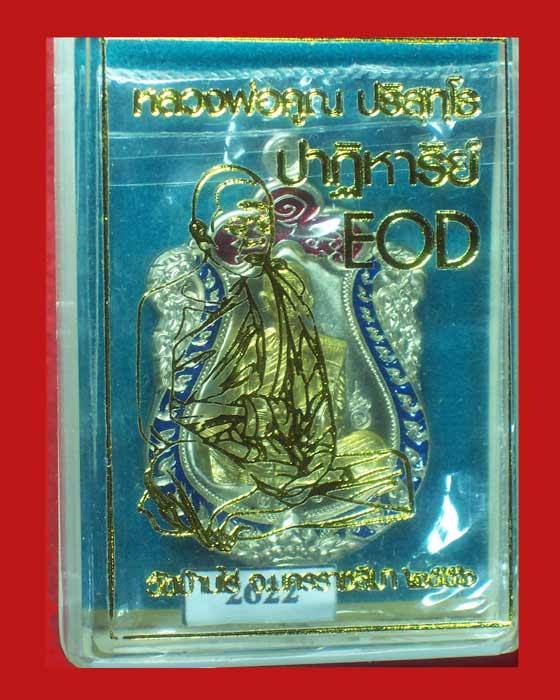 หลวงพ่อคูณ ปริสุทฺโธ
ปาฏิหาริย์
EOD
วัดบ้านไร่ จ.นครราชสีมา ๒๕๕๖
2622